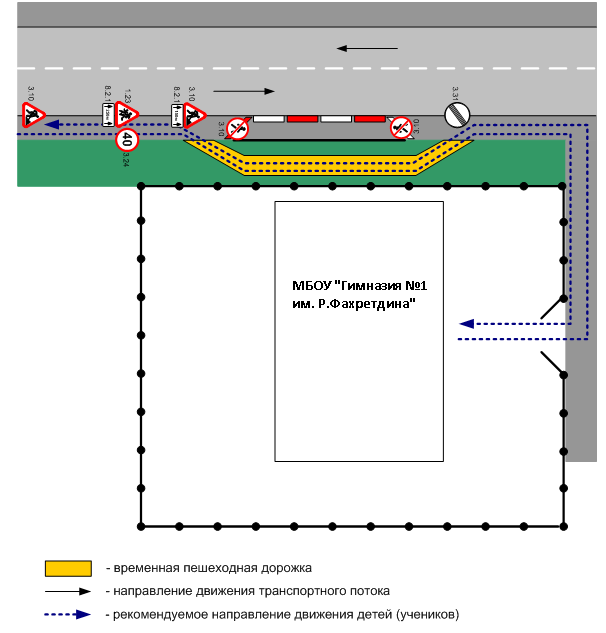 3.10
8.2.1
1.23
8.2.1
3.10
3.10
3.10
3.31
40
3.24
МБОУ "Гимназия №1
им. Р.Фахретдина"
- временная пешеходная дорожка
- направление движения транспортного потока
- рекомендуемое направление движения детей (учеников)